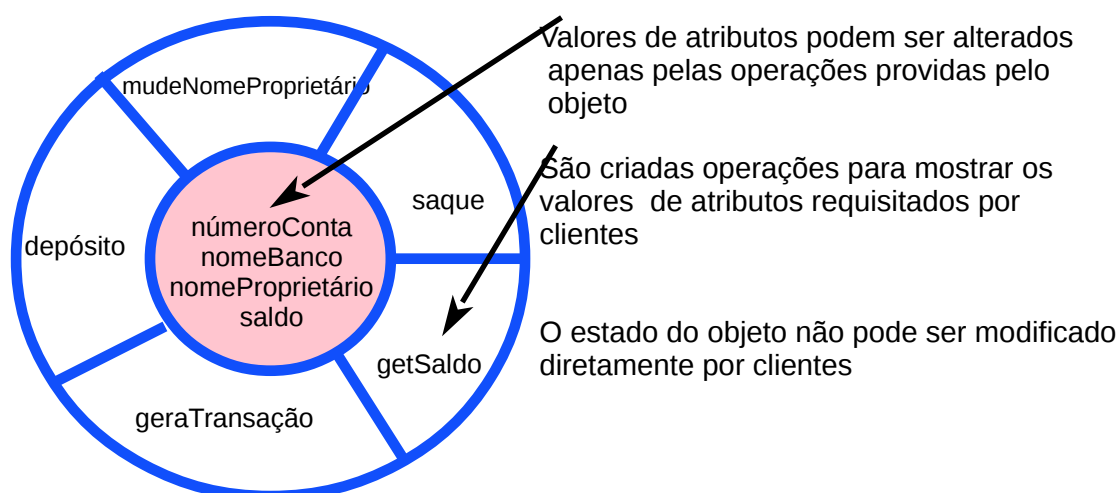 mudeNomeProprietário
saque
depósito
númeroConta
nomeBanco
nomeProprietário
saldo
getSaldo
geraTransação
Valores de atributos podem ser alterados
apenas pelas operações providas pelo
objeto
São criadas operações para mostrar os
valores de atributos requisitados por
clientes
O estado do objeto não pode ser modificado
diretamente por clientes